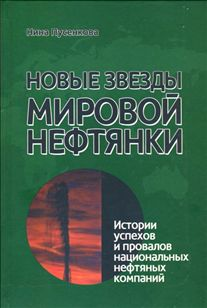 Нина Пусенкова
НОВЫЕ ЗВЕЗДЫ
МИРОВОЙ
НЕФТЯНКИ
Истории
успехов
и провалов
национальных
нефтяных
компаний